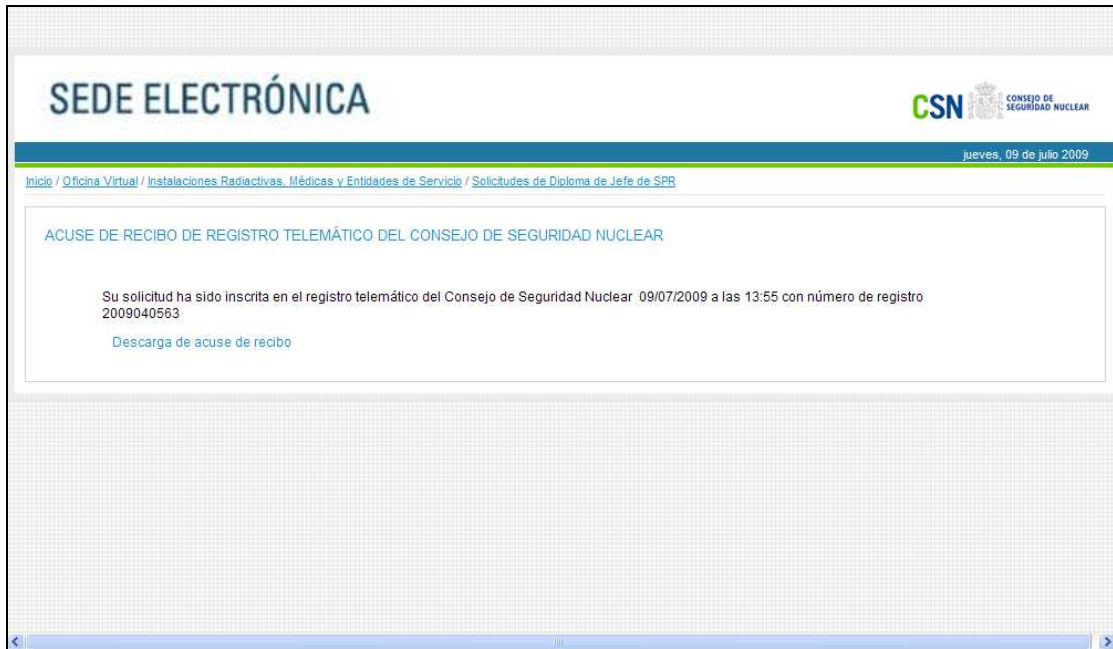 SEDE ELECTRÓNICA
CSN CONSEJO DE
SEGURIDAD NUCLEAR
jueves, 09 de julio 2009
Inicio / Oficina Virtual / Instalaciones Radiactivas, Médicas y Entidades de Servicio / Solicitudes de Diploma de Jefe de SPR
ACUSE DE RECIBO DE REGISTRO TELEMÁTICO DEL CONSEJO DE SEGURIDAD NUCLEAR
Su solicitud ha sido inscrita en el registro telemático del Consejo de Seguridad Nuclear 09/07/2009 a las 13:55 con número de registro
2009040563
Descarga de acuse de recibo